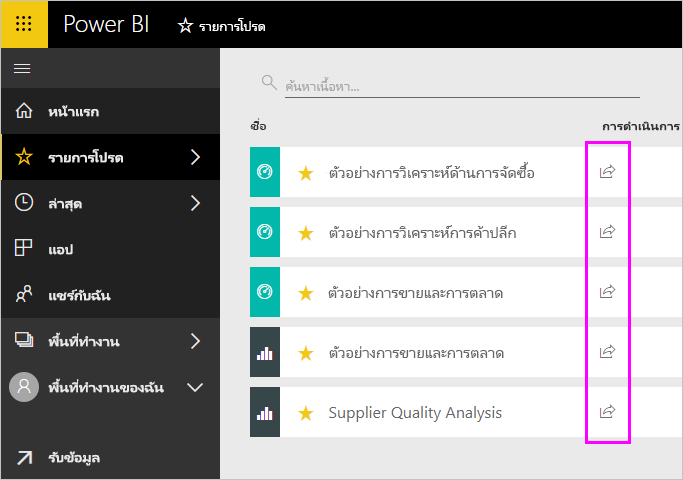 Power BI
รายการโปรด
ค้นหาเนื้อหา...
หน้าแรก
ชื่อ
การดำเนินการ
รายการโปรด
ตัวอย่างการวิเคราะห์ด้านการจัดซื้อ
ล่าสุด
ตัวอย่างการวิเคราะห์การค้าปลีก
แอป
แชร์กับฉัน
ตัวอย่างการขายและการตลาด
พื้นที่ทำงาน
ตัวอย่างการขายและการตลาด
พื้นที่ทำงานของฉัน
Supplier Quality Analysis
รับข้อมูล